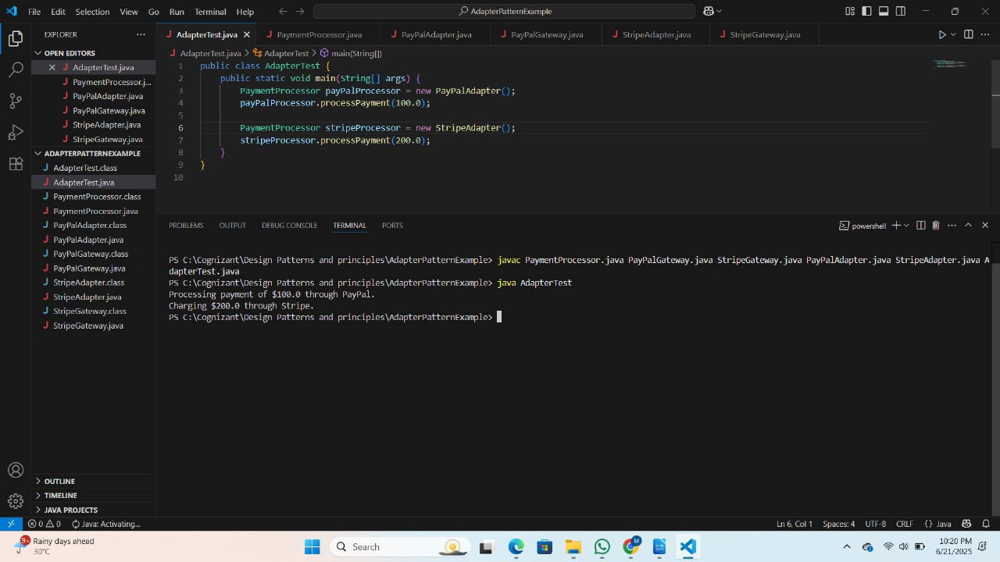 File Edit Selection View Go Run Terminal Help
AdapterPatternExample
EXPLORER
AdapterTest.java
PaymentProcessor.java
PayPalAdapter.java
PayPalGateway.java
StripeAdapter.java
StripeGateway.java
OPEN EDITORS
AdapterTest.java
PaymentProcessor.j...
PayPalAdapter.java
PayPalGateway.java
StripeAdapter.java
StripeGateway.java
ADAPTERPATTERNEXAMPLE
AdapterTest.class
AdapterTest.java
PaymentProcessor.class
PaymentProcessor.java
PayPalAdapter.class
PayPalAdapter.java
PayPalGateway.class
PayPalGateway.java
StripeAdapter.class
StripeAdapter.java
StripeGateway.class
StripeGateway.java
OUTLINE
TIMELINE
JAVA PROJECTS
AdapterTest.java > AdapterTest > main(String[])
1 public class AdapterTest {
2 public static void main(String[] args) {
3 PaymentProcessor payPalProcessor = new PayPalAdapter();
4 payPalProcessor.processPayment(100.0);
5
6 PaymentProcessor stripeProcessor = new StripeAdapter();
7 stripeProcessor.processPayment(200.0);
8 }
9 }
10
PROBLEMS OUTPUT DEBUG CONSOLE TERMINAL PORTS
powershell
PS C:\Cognizant\Design Patterns and principles\AdapterPatternExample> javac PaymentProcessor.java PayPalGateway.java StripeGateway.java PayPalAdapter.java StripeAdapter.java A
dapterTest.java
PS C:\Cognizant\Design Patterns and principles\AdapterPatternExample> java AdapterTest
Processing payment of $100.0 through PayPal.
Charging $200.0 through Stripe.
PS C:\Cognizant\Design Patterns and principles\AdapterPatternExample>
0 0 Java: Activating...
Ln 6, Col 1 Spaces: 4 UTF-8 CRLF {} Java
9+
Rainy days ahead
30°C
Search
M
10:20 PM
6/21/2025